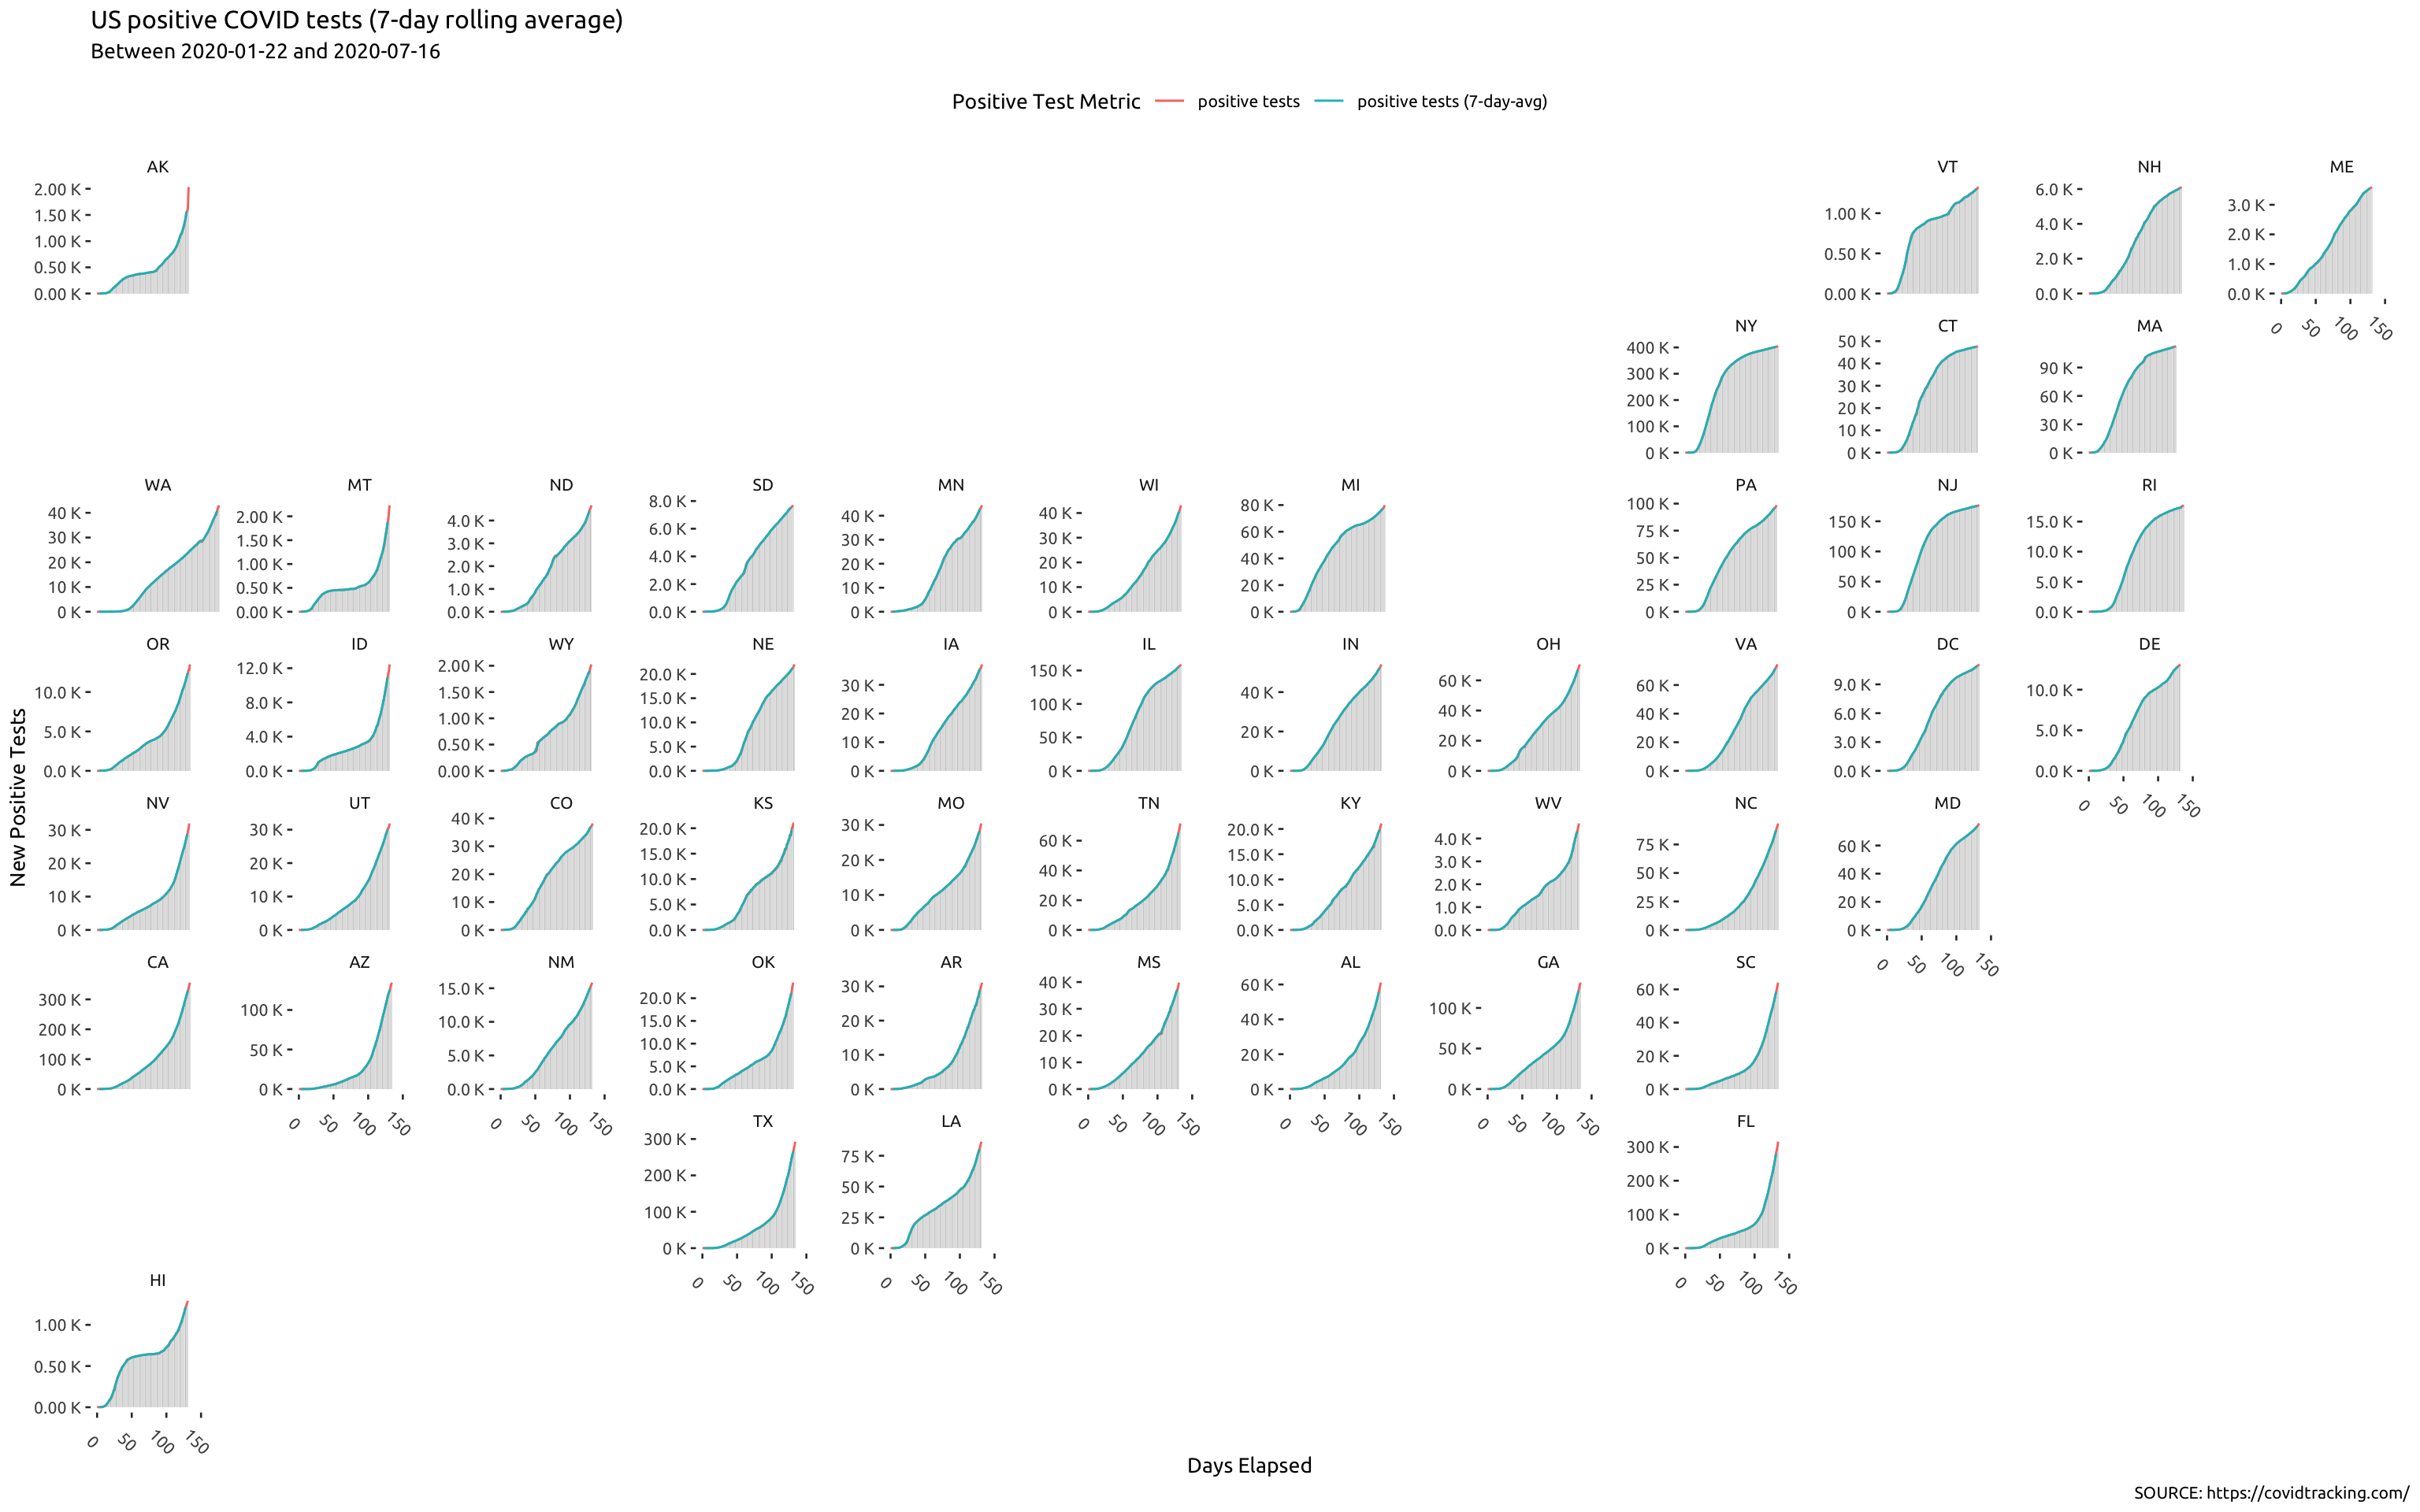 US positive COVID tests (7-day rolling average)
Between 2020-01-22 and 2020-07-16
Positive Test Metric positive tests positive tests (7-day-avg)
New Positive Tests
AK
2.00 K
1.50 K
1.00 K
0.50 K
0.00 K
VT
1.00 K
0.50 K
0.00 K
NH
6.0 K
4.0 K
2.0 K
0.0 K
ME
3.0 K
2.0 K
1.0 K
0.0 K
0 50 100 150
NY
400 K
300 K
200 K
100 K
0 K
CT
50 K
40 K
30 K
20 K
10 K
0 K
MA
90 K
60 K
30 K
0 K
WA
40 K
30 K
20 K
10 K
0 K
MT
2.00 K
1.50 K
1.00 K
0.50 K
0.00 K
ND
4.0 K
3.0 K
2.0 K
1.0 K
0.0 K
SD
8.0 K
6.0 K
4.0 K
2.0 K
0.0 K
MN
40 K
30 K
20 K
10 K
0 K
WI
40 K
30 K
20 K
10 K
0 K
MI
80 K
60 K
40 K
20 K
0 K
PA
100 K
75 K
50 K
25 K
0 K
NJ
150 K
100 K
50 K
0 K
RI
15.0 K
10.0 K
5.0 K
0.0 K
OR
10.0 K
5.0 K
0.0 K
ID
12.0 K
8.0 K
4.0 K
0.0 K
WY
2.00 K
1.50 K
1.00 K
0.50 K
0.00 K
NE
20.0 K
15.0 K
10.0 K
5.0 K
0.0 K
IA
30 K
20 K
10 K
0 K
IL
150 K
100 K
50 K
0 K
IN
40 K
20 K
0 K
OH
60 K
40 K
20 K
0 K
VA
60 K
40 K
20 K
0 K
DC
9.0 K
6.0 K
3.0 K
0.0 K
DE
10.0 K
5.0 K
0.0 K
0 50 100 150
NV
30 K
20 K
10 K
0 K
UT
30 K
20 K
10 K
0 K
CO
40 K
30 K
20 K
10 K
0 K
KS
20.0 K
15.0 K
10.0 K
5.0 K
0.0 K
MO
30 K
20 K
10 K
0 K
TN
60 K
40 K
20 K
0 K
KY
20.0 K
15.0 K
10.0 K
5.0 K
0.0 K
WV
4.0 K
3.0 K
2.0 K
1.0 K
0.0 K
NC
75 K
50 K
25 K
0 K
MD
60 K
40 K
20 K
0 K
0 50 100 150
CA
300 K
200 K
100 K
0 K
AZ
100 K
50 K
0 K
0 50 100 150
NM
15.0 K
10.0 K
5.0 K
0.0 K
0 50 100 150
OK
20.0 K
15.0 K
10.0 K
5.0 K
0.0 K
AR
30 K
20 K
10 K
0 K
MS
40 K
30 K
20 K
10 K
0 K
0 50 100 150
AL
60 K
40 K
20 K
0 K
0 50 100 150
GA
100 K
50 K
0 K
0 50 100 150
SC
60 K
40 K
20 K
0 K
TX
300 K
200 K
100 K
0 K
0 50 100 150
LA
75 K
50 K
25 K
0 K
0 50 100 150
FL
300 K
200 K
100 K
0 K
0 50 100 150
HI
1.00 K
0.50 K
0.00 K
0 50 100 150
Days Elapsed
SOURCE: https://covidtracking.com/